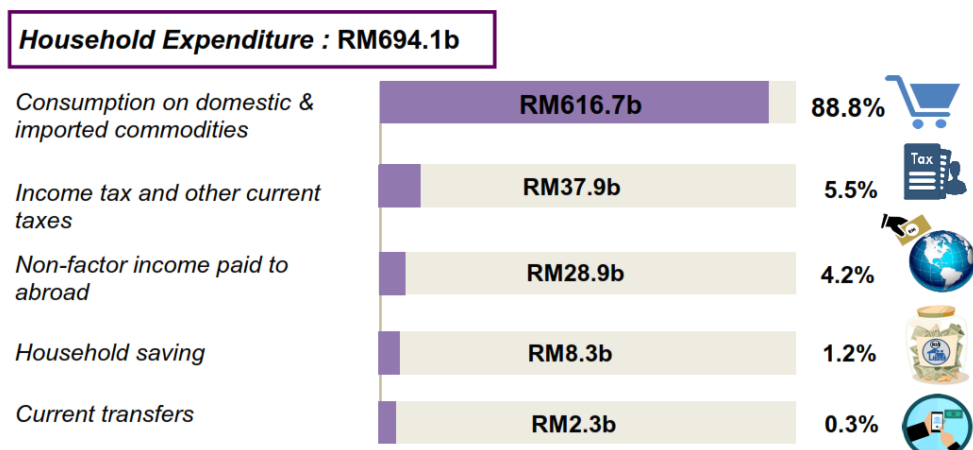 Household Expenditure : RM694.1b
Consumption on domestic &
imported commodities
RM616.7b
88.8%
Income tax and other current
taxes
RM37.9b
5.5%
Tax
Non-factor income paid to
abroad
RM28.9b
4.2%
RM
Household saving
RM8.3b
1.2%
Current transfers
RM2.3b
0.3%